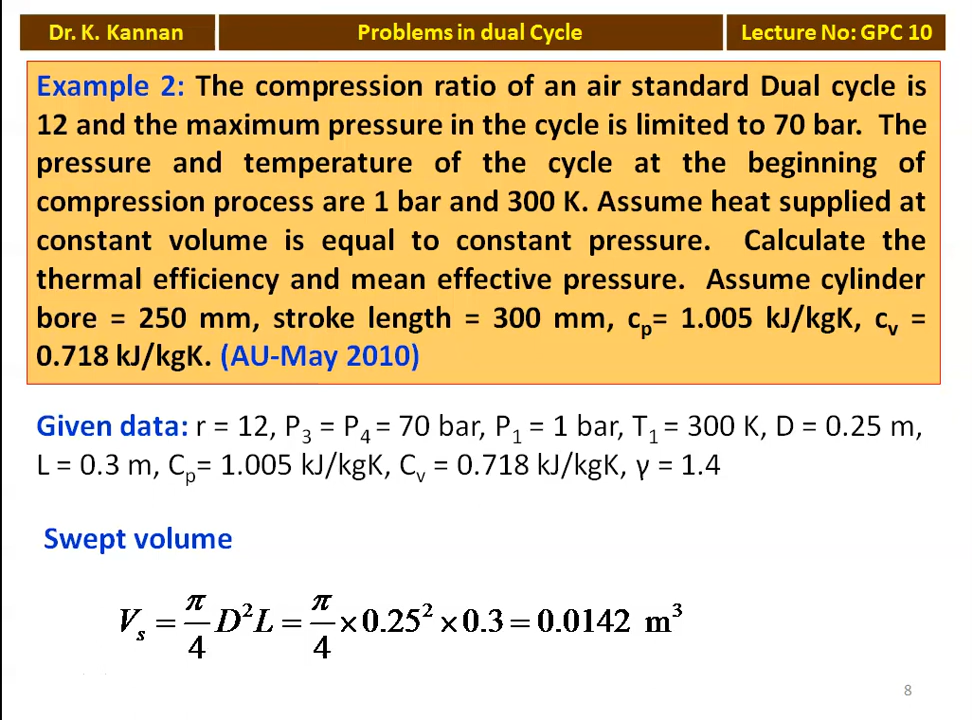 Dr. K. Kannan
Problems in dual Cycle
Lecture No: GPC 10
Example 2: The compression ratio of an air standard Dual cycle is
12 and the maximum pressure in the cycle is limited to 70 bar. The
pressure and temperature of the cycle at the beginning of
compression process are 1 bar and 300 K. Assume heat supplied at
constant volume is equal to constant pressure. Calculate the
thermal efficiency and mean effective pressure. Assume cylinder
bore = 250 mm, stroke length = 300 mm, cₚ= 1.005 kJ/kgK, cᵥ =
0.718 kJ/kgK. (AU-May 2010)
Given data: r = 12, P₃ = P₄ = 70 bar, P₁ = 1 bar, T₁ = 300 K, D = 0.25 m,
L = 0.3 m, Cₚ= 1.005 kJ/kgK, Cᵥ = 0.718 kJ/kgK, γ = 1.4
Swept volume
Vₛ = π/4 D²L = π/4 × 0.25² × 0.3 = 0.0142 m³
8